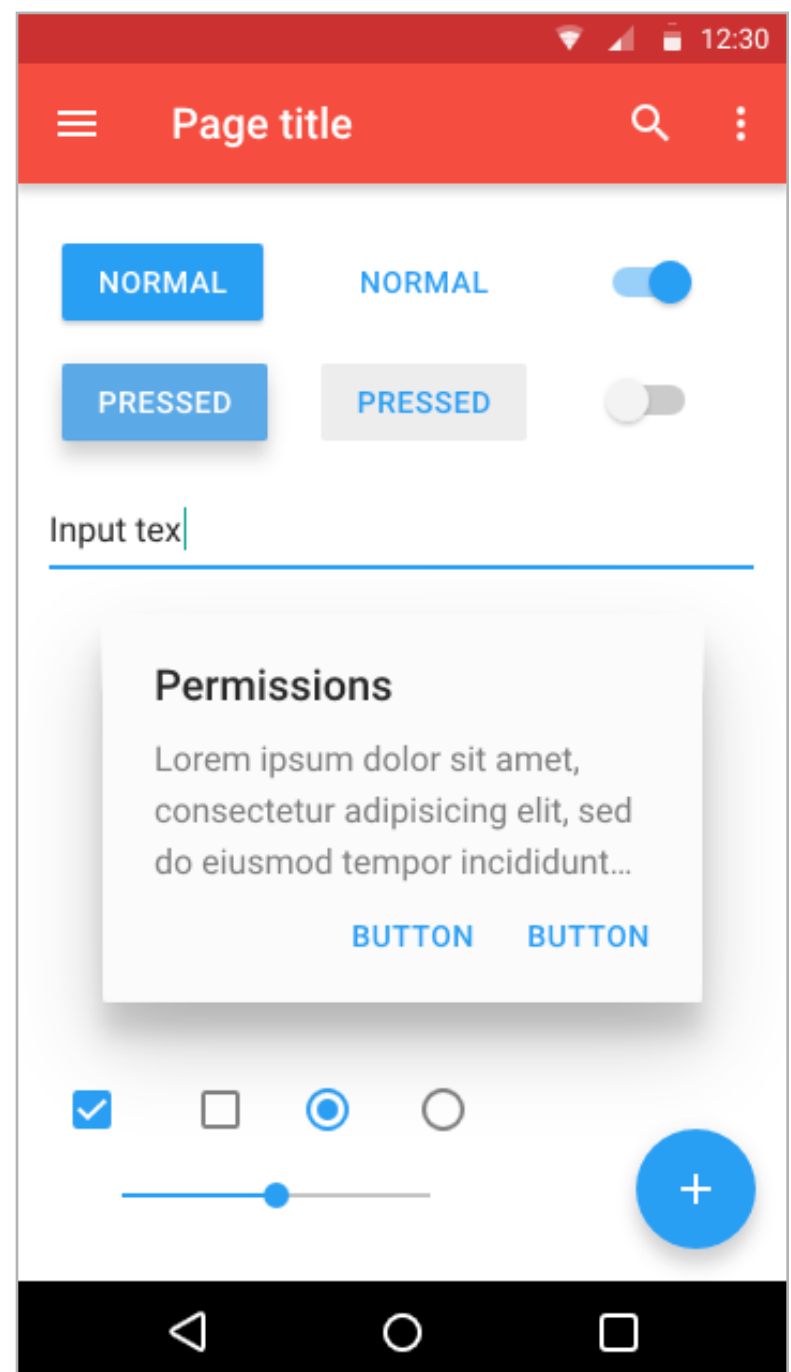 12:30
Page title
NORMAL NORMAL
PRESSED PRESSED
Input tex
Permissions
Lorem ipsum dolor sit amet,
consectetur adipisicing elit, sed
do eiusmod tempor incididunt…
BUTTON BUTTON